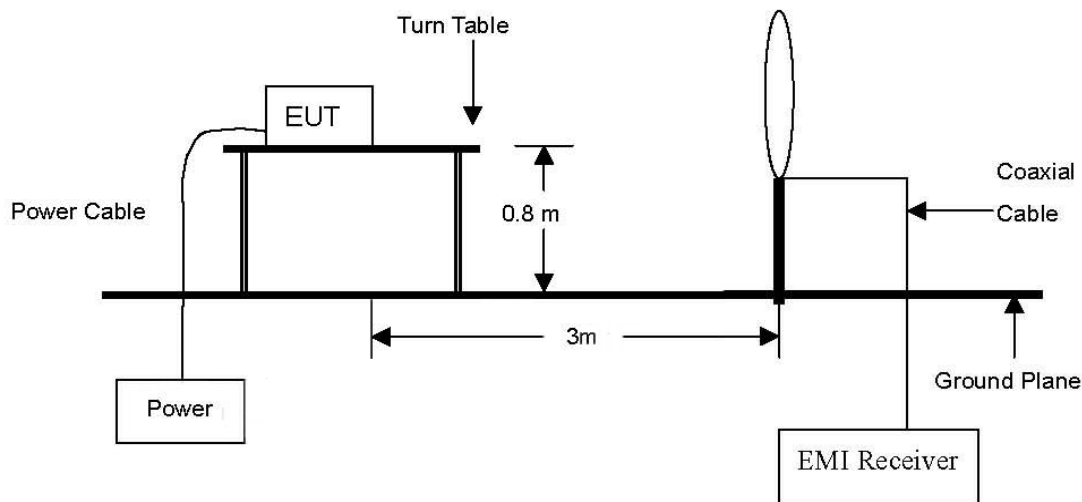 Turn Table
EUT
Coaxial
Cable
Power Cable
0.8 m
3m
Ground Plane
Power
EMI Receiver